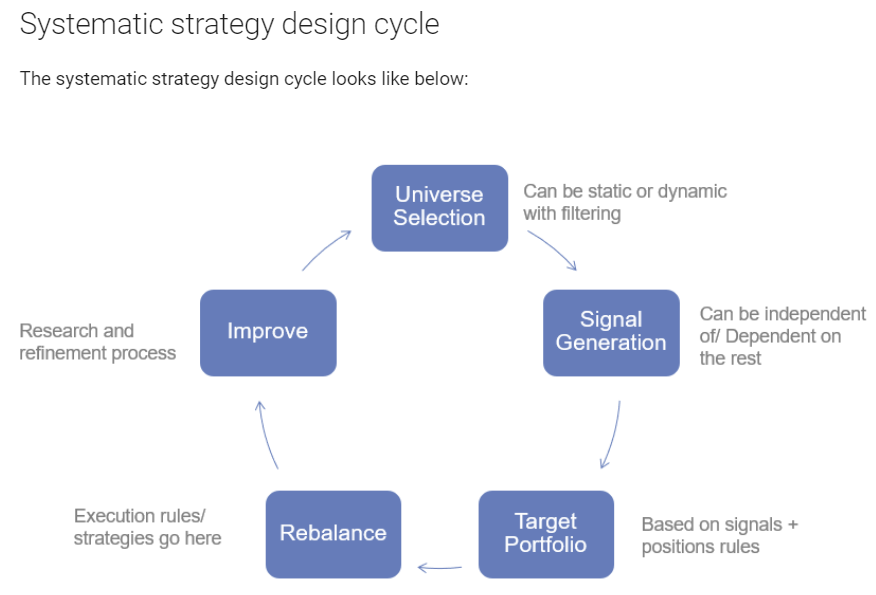 Systematic strategy design cycle
The systematic strategy design cycle looks like below:
Universe
Selection
Can be static or dynamic
with filtering
Signal
Generation
Can be independent
of/ Dependent on
the rest
Target
Portfolio
Based on signals +
positions rules
Rebalance
Execution rules/
strategies go here
Improve
Research and
refinement process